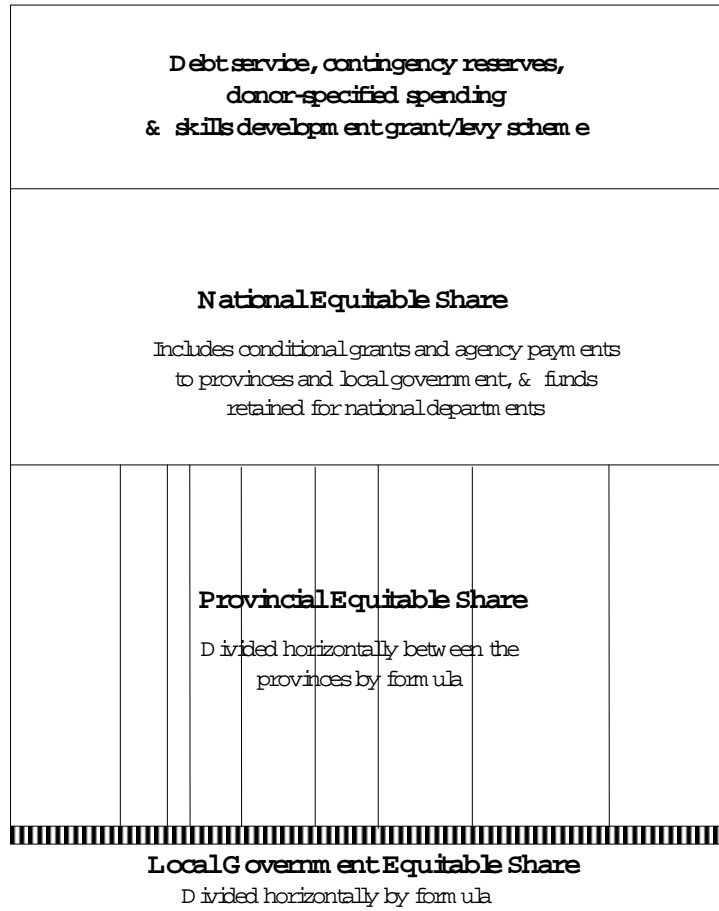 Debt service, contingency reserves,
donor-specified spending
& skills development grant/levy scheme
National Equitable Share
Includes conditional grants and agency payments
to provinces and local government, & funds
retained for national departments
Provincial Equitable Share
Divided horizontally between the
provinces by formula
Local Government Equitable Share
Divided horizontally by formula